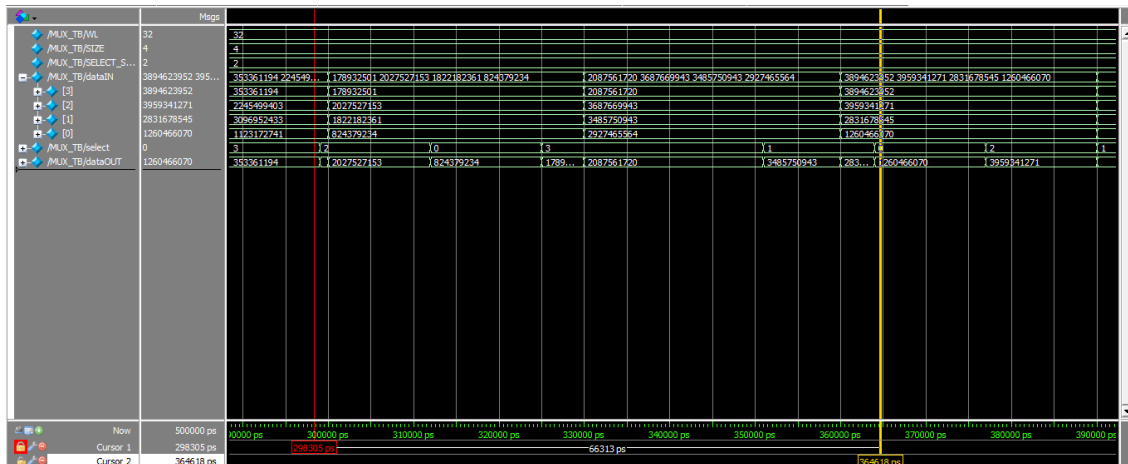 Msgs
/MUX_TB/WL 32 32
/MUX_TB/SIZE 4 4
/MUX_TB/SELECT_S... 2 2
/MUX_TB/dataIN 3894623952 395... 353361194 224549... 178932501 2027527153 1822182361 824379234 2087561720 3687669943 3485750943 2927465564 3894623952 3959341271 2831678545 1260466070
[3] 3894623952 353361194 178932501 2087561720 3894623952
[2] 3959341271 2245499403 2027527153 3687669943 3959341271
[1] 2831678545 3096952433 1822182361 3485750943 2831678545
[0] 1260466070 1123172741 824379234 2927465564 1260466070
/MUX_TB/select 0 3 2 0 3 1 0 2 1
/MUX_TB/dataOUT 1260466070 353361194 2027527153 824379234 1789... 2087561720 3485750943 283... 1260466070 3959341271
Now 500000 ps 300000 ps 310000 ps 320000 ps 330000 ps 340000 ps 350000 ps 360000 ps 370000 ps 380000 ps 390000 ps
Cursor 1 298305 ps 298305 ps 66313 ps
Cursor 2 364618 ps 364618 ps